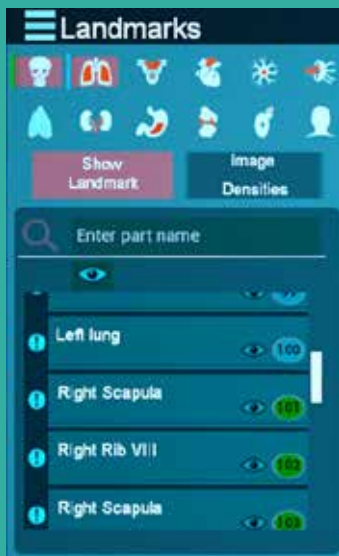 Landmarks
Show
Landmark
Image
Densities
Enter part name
Left lung
100
Right Scapula
101
Right Rib VIII
102
Right Scapula
103